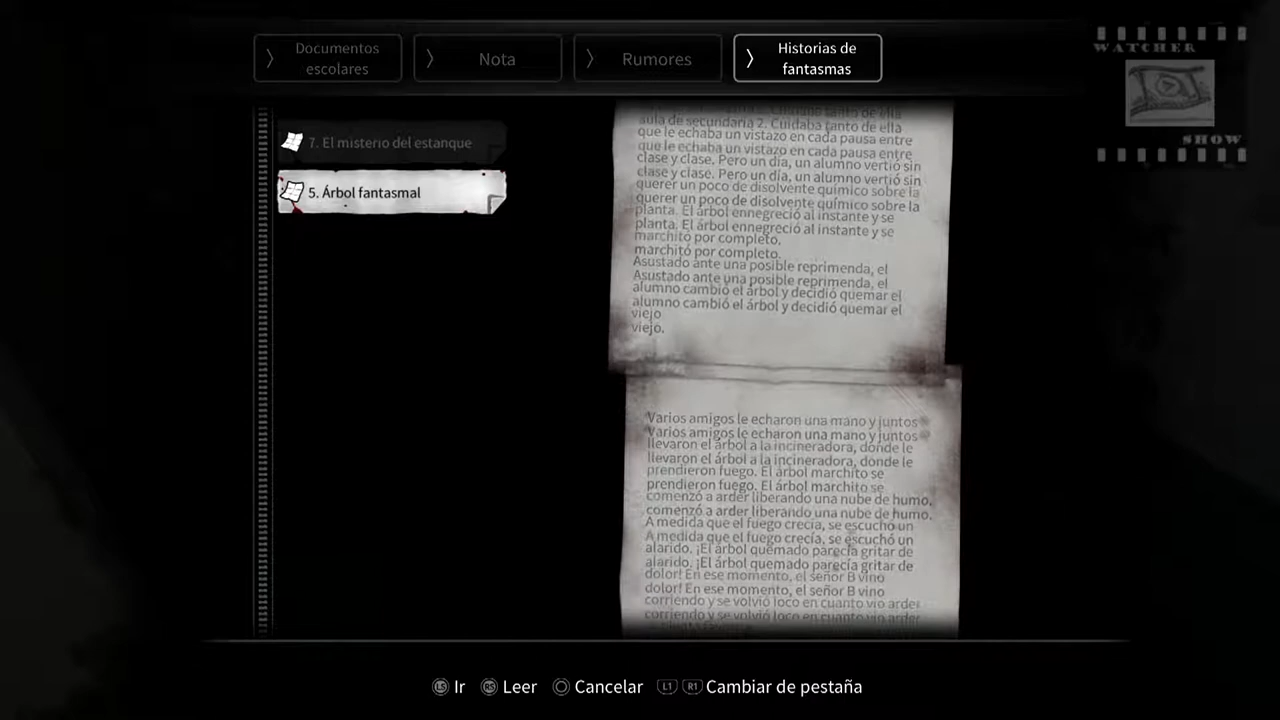 Documentos
escolares
Nota
Rumores
Historias de
fantasmas
WATCHER
SHOW
7. El misterio del estanque
5. Árbol fantasmal
aula de secundaria 2. Cuidaba tanto de ella
que le echaba un vistazo en cada pausa entre
que le echaba un vistazo en cada pausa entre
clase y clase. Pero un día, un alumno vertió sin
clase y clase. Pero un día, un alumno vertió sin
querer un poco de disolvente químico sobre la
querer un poco de disolvente químico sobre la
planta. El árbol ennegreció al instante y se
planta. El árbol ennegreció al instante y se
marchitó por completo.
marchitó por completo.
Asustado ante una posible reprimenda, el
Asustado ante una posible reprimenda, el
alumno cambió el árbol y decidió quemar el
alumno cambió el árbol y decidió quemar el
viejo
viejo.
Varios amigos le echaron una mano y juntos
Varios amigos le echaron una mano y juntos
llevaron el árbol a la incineradora, donde le
llevaron el árbol a la incineradora, donde le
prendieron fuego. El árbol marchito se
prendieron fuego. El árbol marchito se
comenzó a arder liberando una nube de humo.
comenzó a arder liberando una nube de humo.
A medida que el fuego crecía, se escuchó un
A medida que el fuego crecía, se escuchó un
alarido. ¡El árbol quemado parecía gritar de
alarido. ¡El árbol quemado parecía gritar de
dolor! En ese momento, el señor B vino
dolor! En ese momento, el señor B vino
corriendo y se volvió loco en cuanto vio arder
corriendo y se volvió loco en cuanto vio arder
LS Ir RS Leer Cancelar L1 R1 Cambiar de pestaña